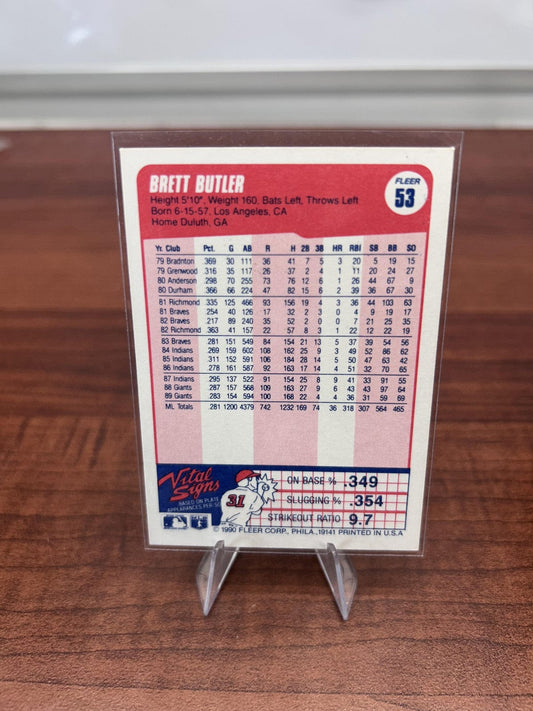 BRETT BUTLER
FLEER
53
Height 5'10", Weight 160, Bats Left, Throws Left
Born 6-15-57, Los Angeles, CA
Home Duluth, GA
Yr. Club Pct. G AB R H 2B 3B HR RBI SB BB SO
79 Bradnton .369 30 111 36 41 7 5 3 20 5 19 15
79 Grenwood .316 35 117 26 37 2 4 1 11 20 24 27
80 Anderson .298 70 255 73 76 12 6 1 26 44 67 29
80 Durham .366 66 224 47 82 15 6 2 39 36 67 30
81 Richmond .335 125 466 93 156 19 4 3 36 44 103 63
81 Braves .254 40 126 17 32 2 3 0 4 9 19 17
82 Braves .217 89 240 35 52 2 0 0 7 21 25 35
82 Richmond .363 41 157 22 57 8 3 1 22 12 22 19
83 Braves .281 151 549 84 154 21 13 5 37 39 54 56
84 Indians .269 159 602 108 162 25 9 3 49 52 86 62
85 Indians .311 152 591 106 184 28 14 5 50 47 63 42
86 Indians .278 161 587 92 163 17 14 4 51 32 70 65
87 Indians .295 137 522 91 154 25 8 9 41 33 91 55
88 Giants .287 157 568 109 163 27 9 6 43 43 97 64
89 Giants .283 154 594 100 168 22 4 4 36 31 59 69
ML Totals .281 1200 4379 742 1232 169 74 36 318 307 564 465
Vital Signs
BASED ON PLATE
APPEARANCES PER SO
31
ON BASE % .349
SLUGGING % .354
STRIKEOUT RATIO 9.7
© 1990 FLEER CORP., PHILA., 19141 PRINTED IN U.S.A